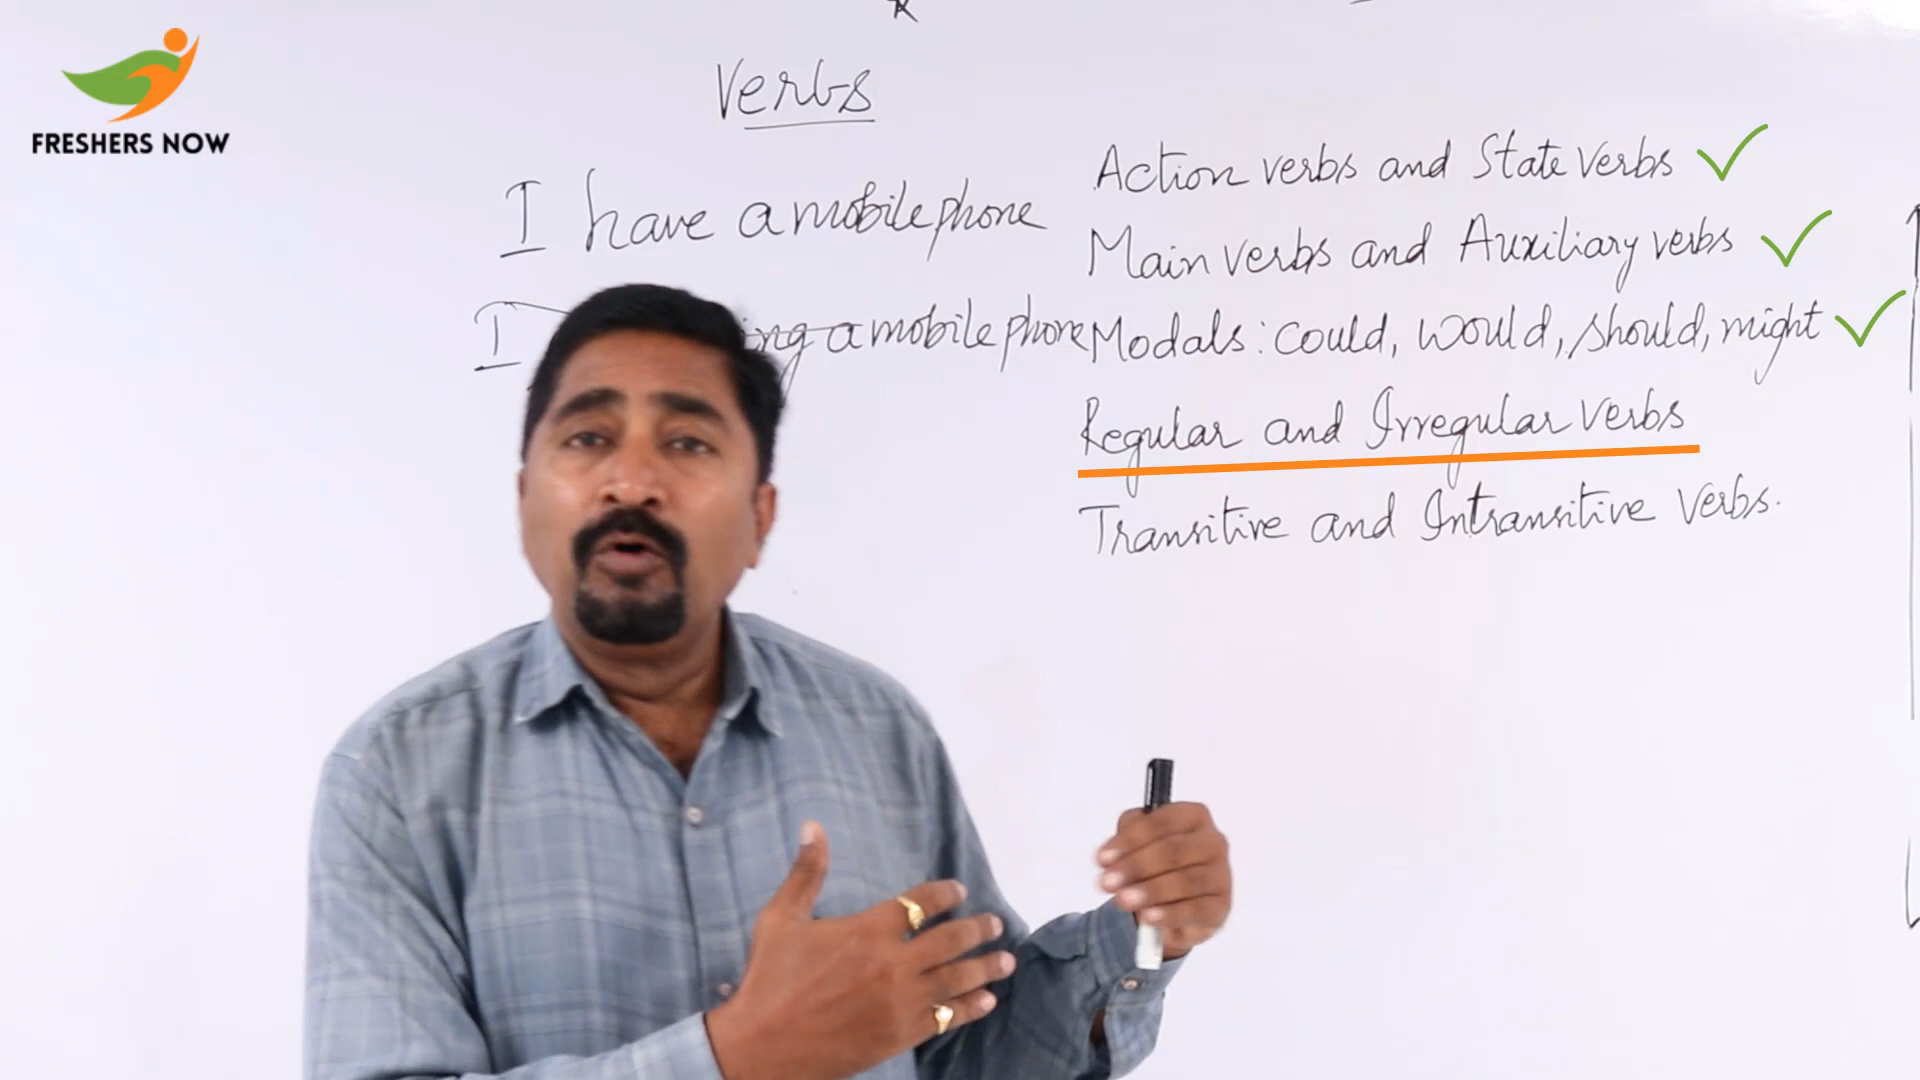 FRESHERS NOW
Verbs
I have a mobile phone
I ing a mobile phone
Action verbs and State Verbs
Main verbs and Auxiliary verbs
Modals: could, would, should, might
Regular and Irregular verbs
Transitive and Intransitive verbs.